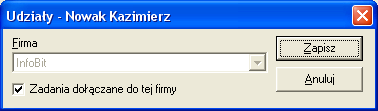 Udziały - Nowak Kazimierz
Firma
Zapisz
InfoBit
Anuluj
Zadania dołączane do tej firmy